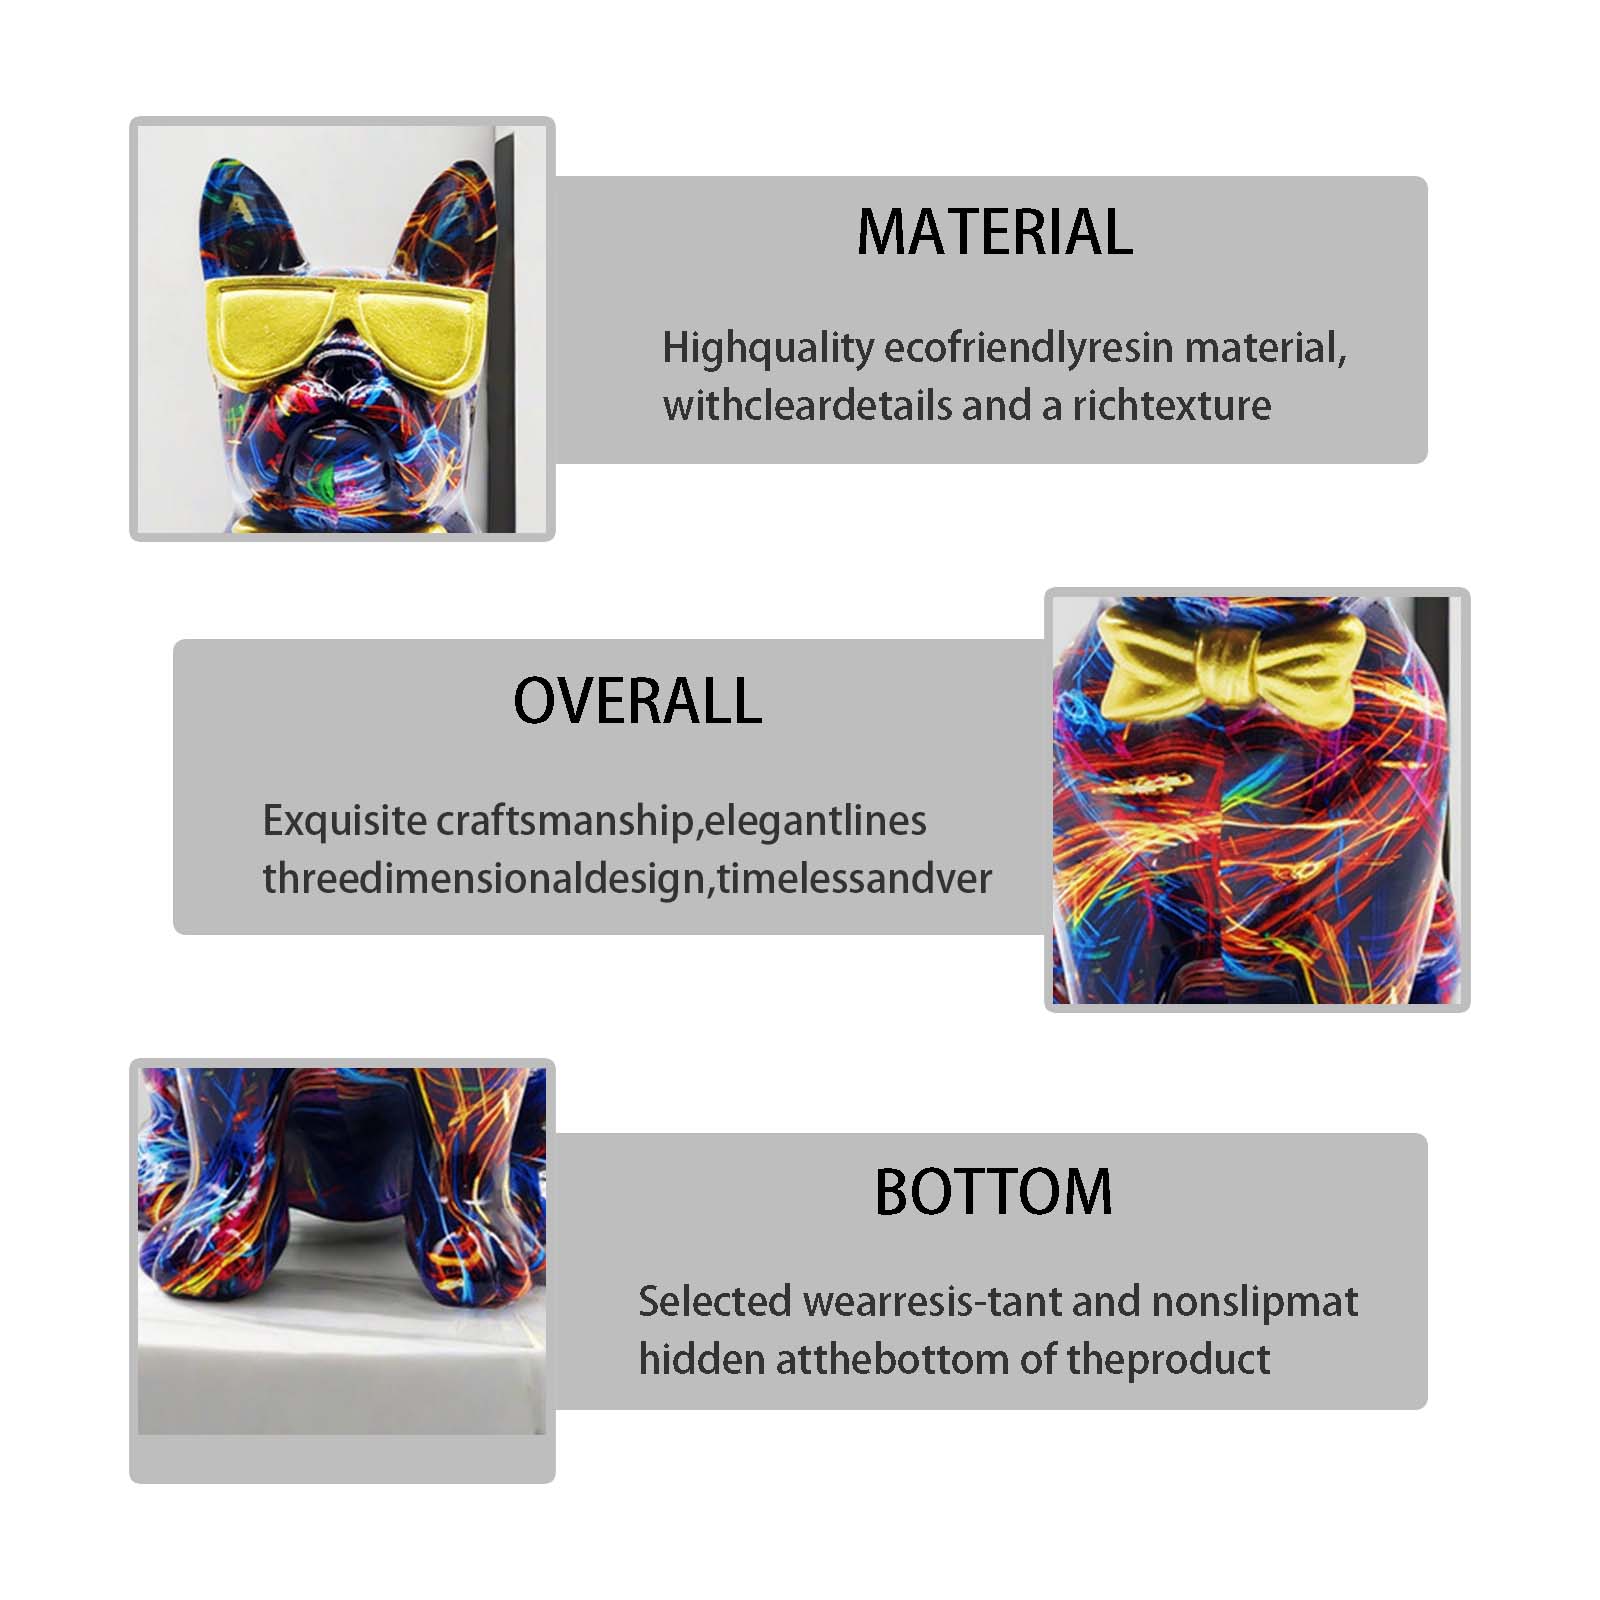 MATERIAL
Highquality ecofriendlyresin material,
withcleardetails and a richtexture
OVERALL
Exquisite craftsmanship,elegantlines
threedimensionaldesign,timelessandver
BOTTOM
Selected wearresis-tant and nonslipmat
hidden atthebottom of theproduct